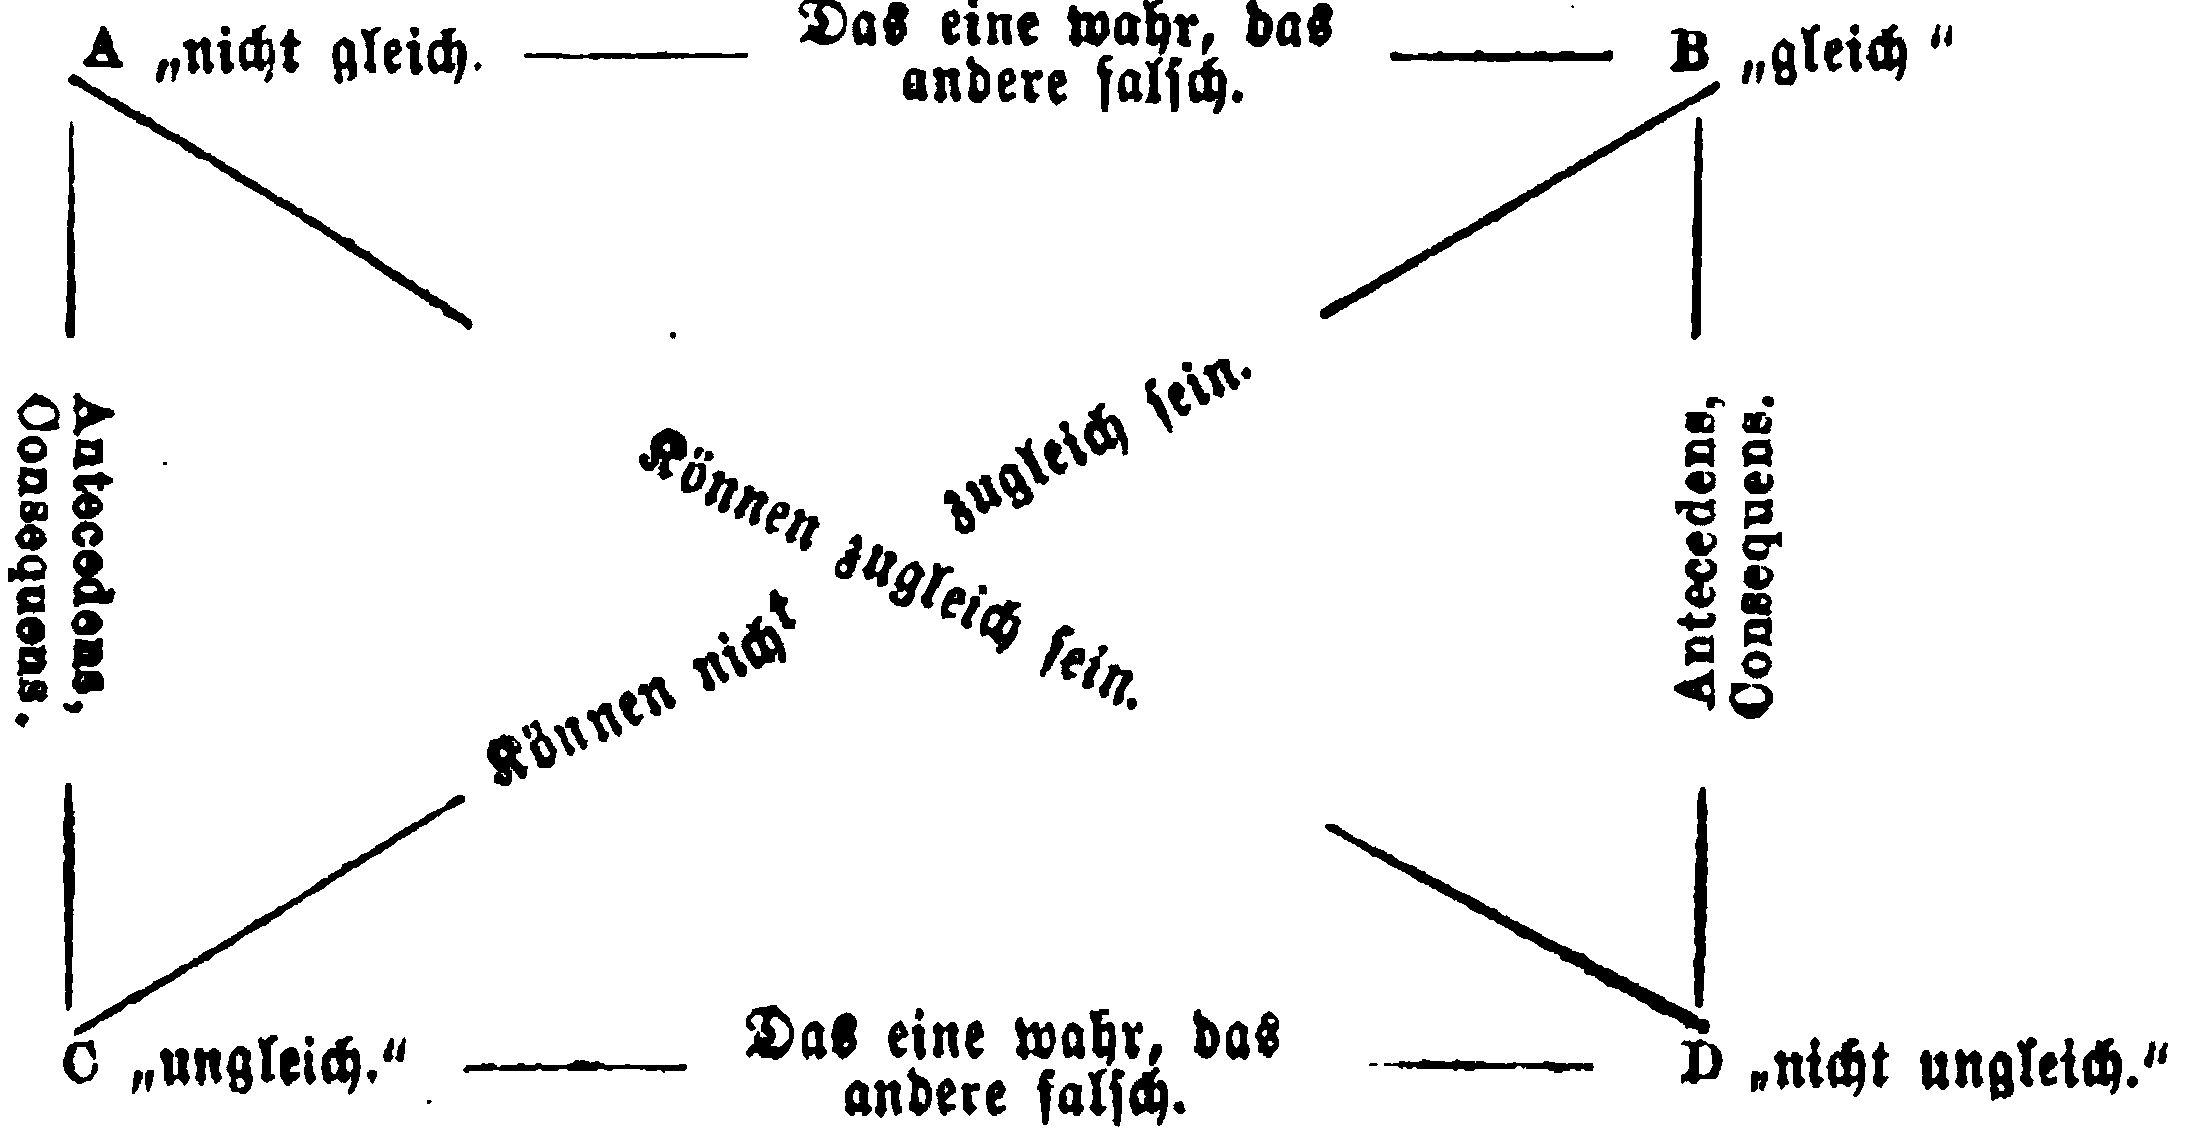 A „nicht gleich.
Das eine wahr, das
andere falsch.
B „gleich“
Antecedens,
Consequens.
Können zugleich sein.
Können nicht zugleich sein.
Antecedens,
Consequens.
C „ungleich.“
Das eine wahr, das
andere falsch.
D „nicht ungleich.“